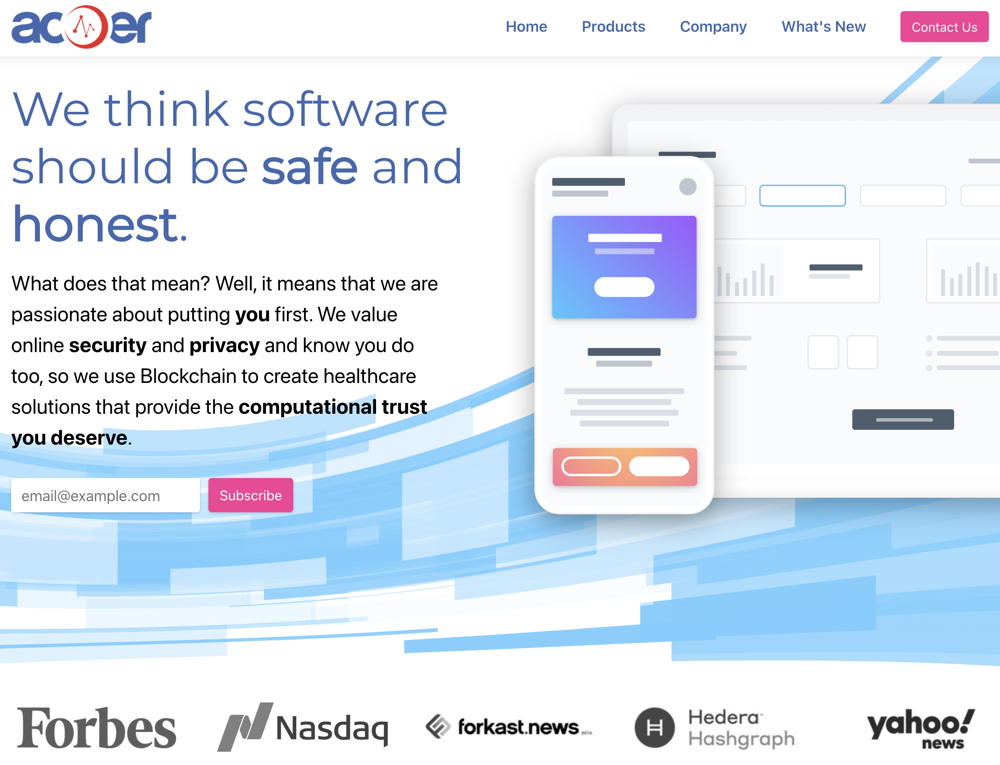 acoer
Home Products Company What's New Contact Us
We think software
should be safe and
honest.
What does that mean? Well, it means that we are
passionate about putting you first. We value
online security and privacy and know you do
too, so we use Blockchain to create healthcare
solutions that provide the computational trust
you deserve.
email@example.com Subscribe
Forbes
Nasdaq
forkast.news BETA
Hedera™
Hashgraph
yahoo!
news